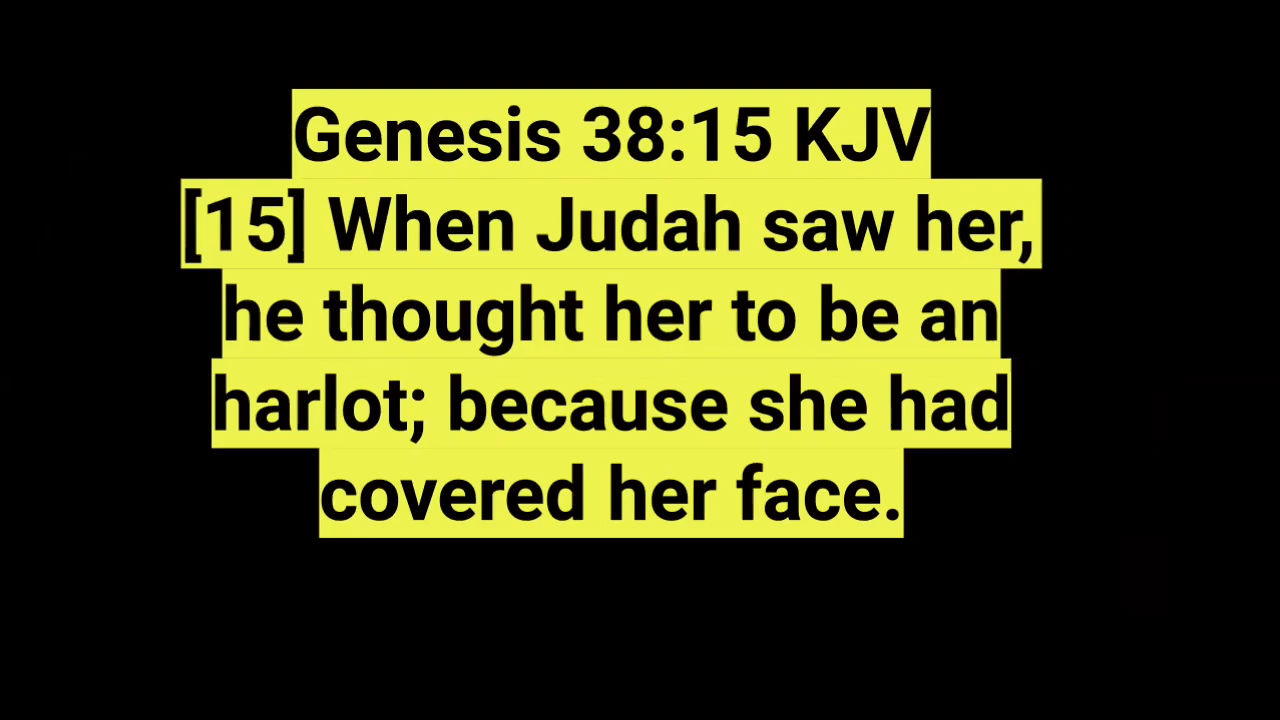 Genesis 38:15 KJV
[15] When Judah saw her,
he thought her to be an
harlot; because she had
covered her face.